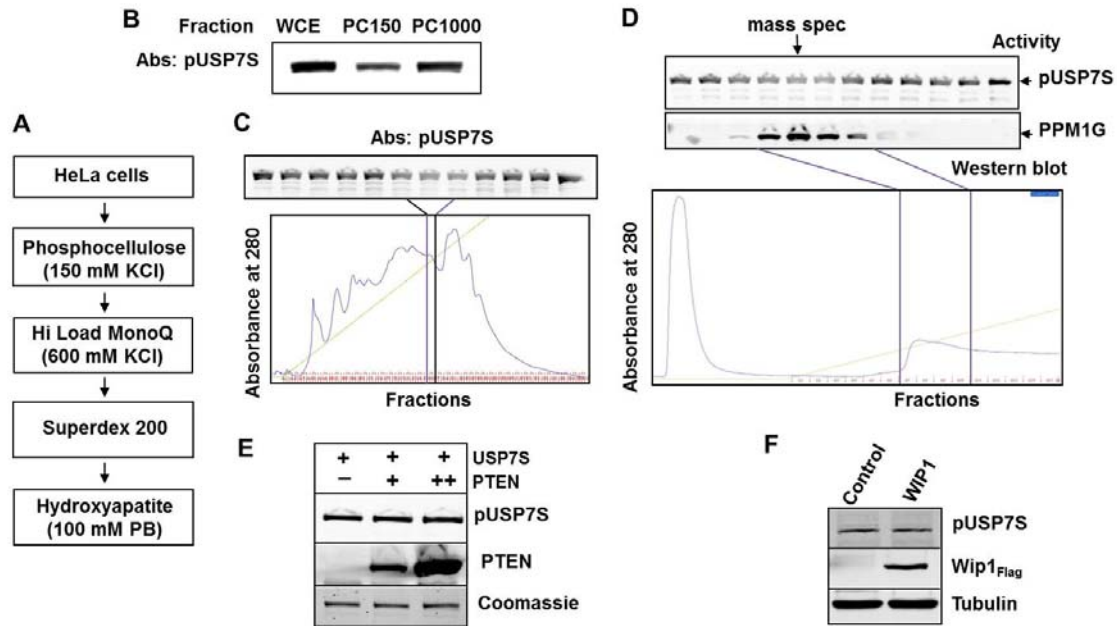 B
Fraction WCE PC150 PC1000
Abs: pUSP7S
A
HeLa cells
Phosphocellulose
(150 mM KCl)
Hi Load MonoQ
(600 mM KCl)
Superdex 200
Hydroxyapatite
(100 mM PB)
C
Abs: pUSP7S
Absorbance at 280
Fractions
D
mass spec
Activity
pUSP7S
PPM1G
Western blot
Absorbance at 280
Fractions
E
+ + + USP7S
− + ++ PTEN
pUSP7S
PTEN
Coomassie
F
Control WIP1
pUSP7S
Wip1Flag
Tubulin